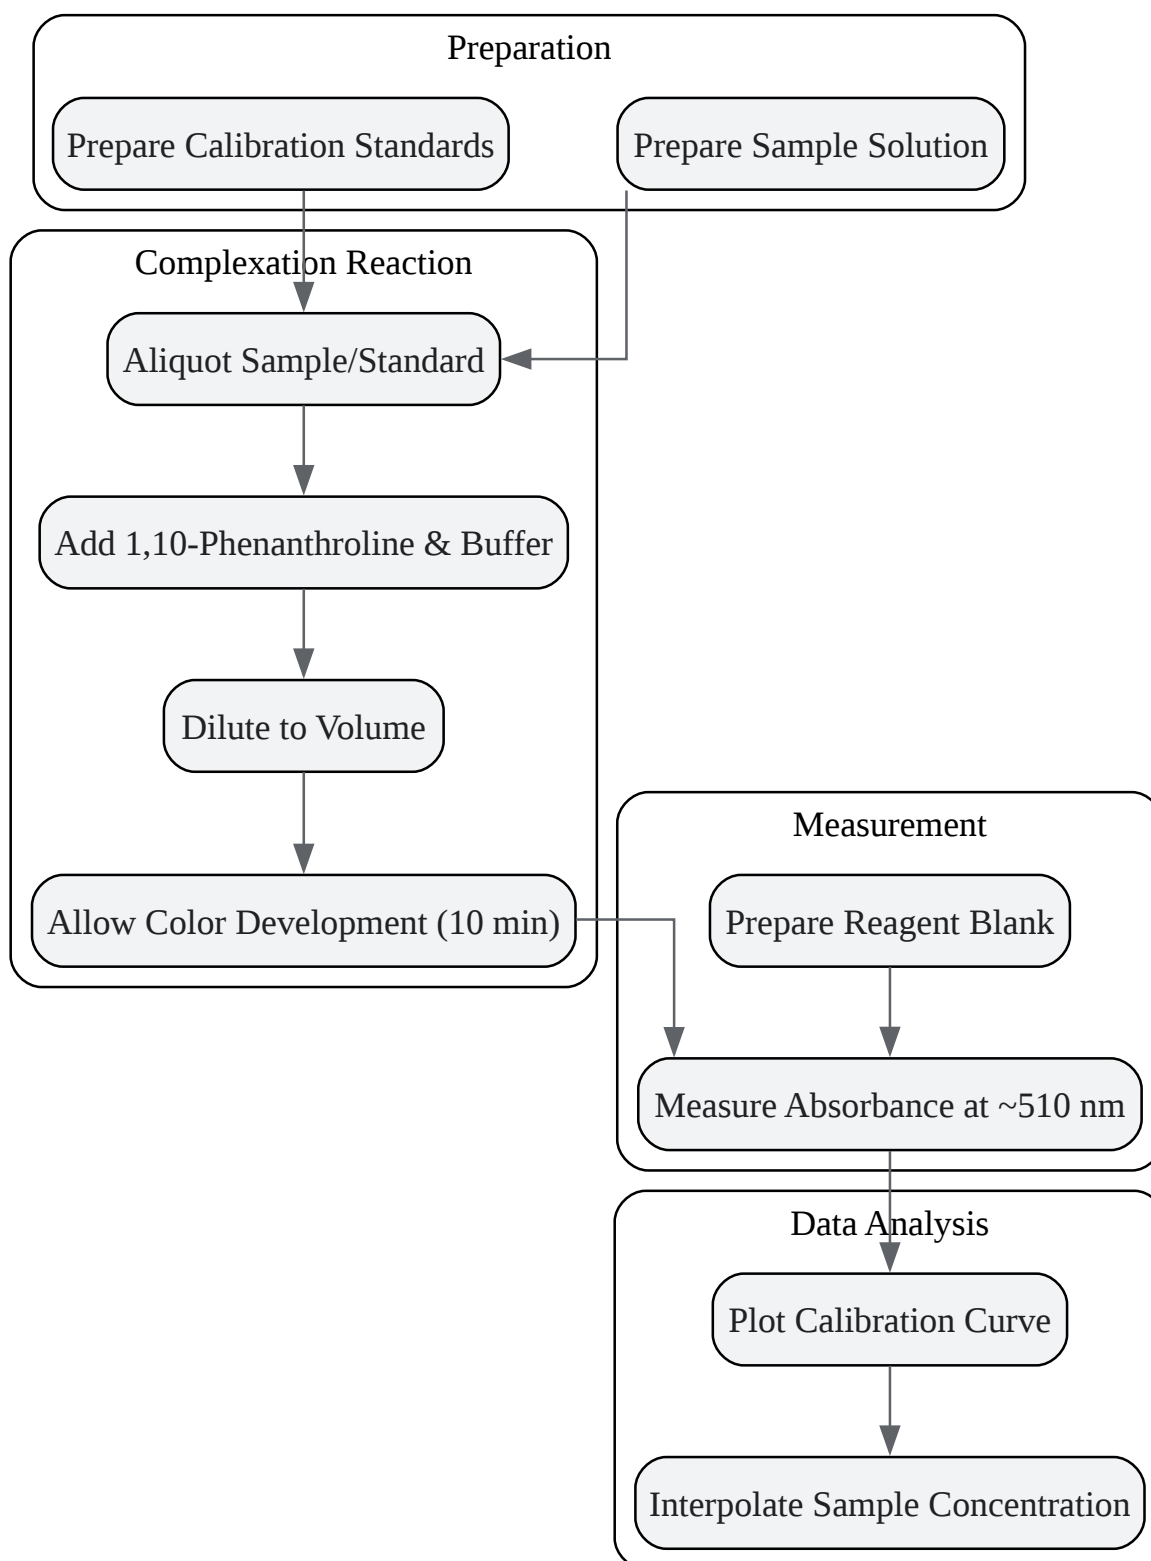 Preparation
Prepare Calibration Standards
Prepare Sample Solution
Complexation Reaction
Aliquot Sample/Standard
Add 1,10-Phenanthroline & Buffer
Dilute to Volume
Allow Color Development (10 min)
Measurement
Prepare Reagent Blank
Measure Absorbance at ~510 nm
Data Analysis
Plot Calibration Curve
Interpolate Sample Concentration